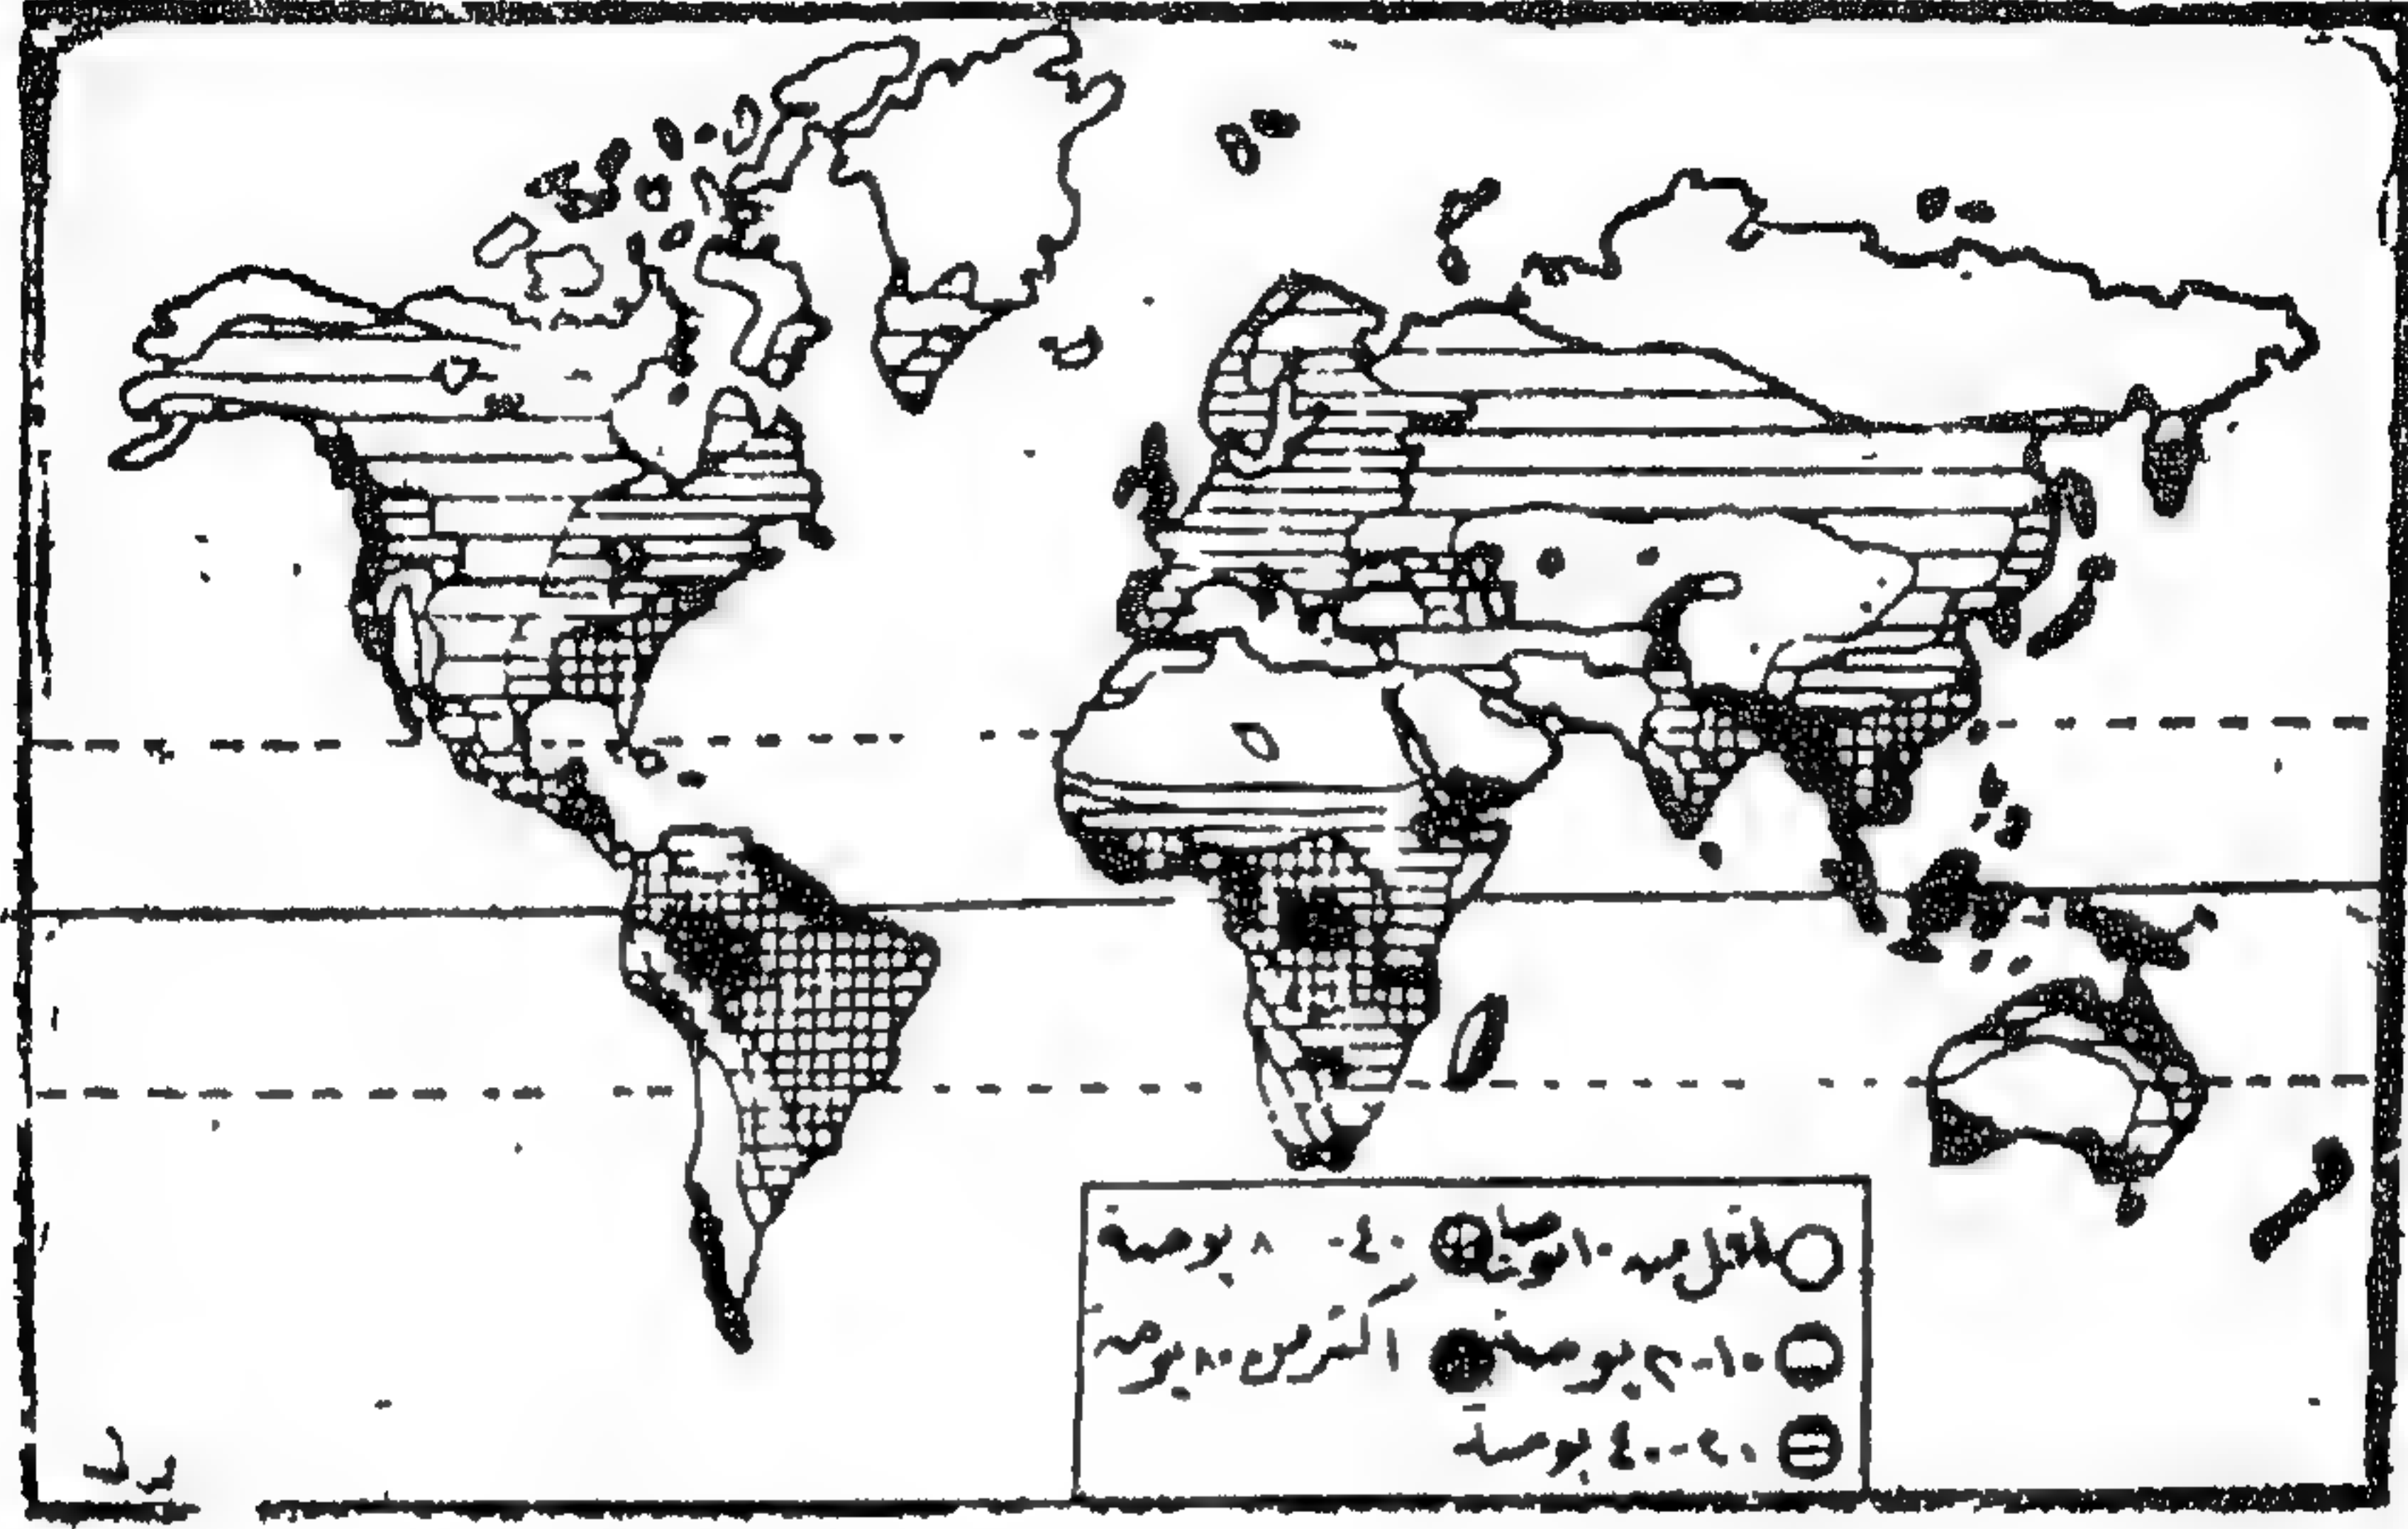 أقل من ١٠ بوصات
١٠-٢٠ بوصة
٢٠-٤٠ بوصة
٤٠-٨٠ بوصة
أكثر من ٨٠ بوصة